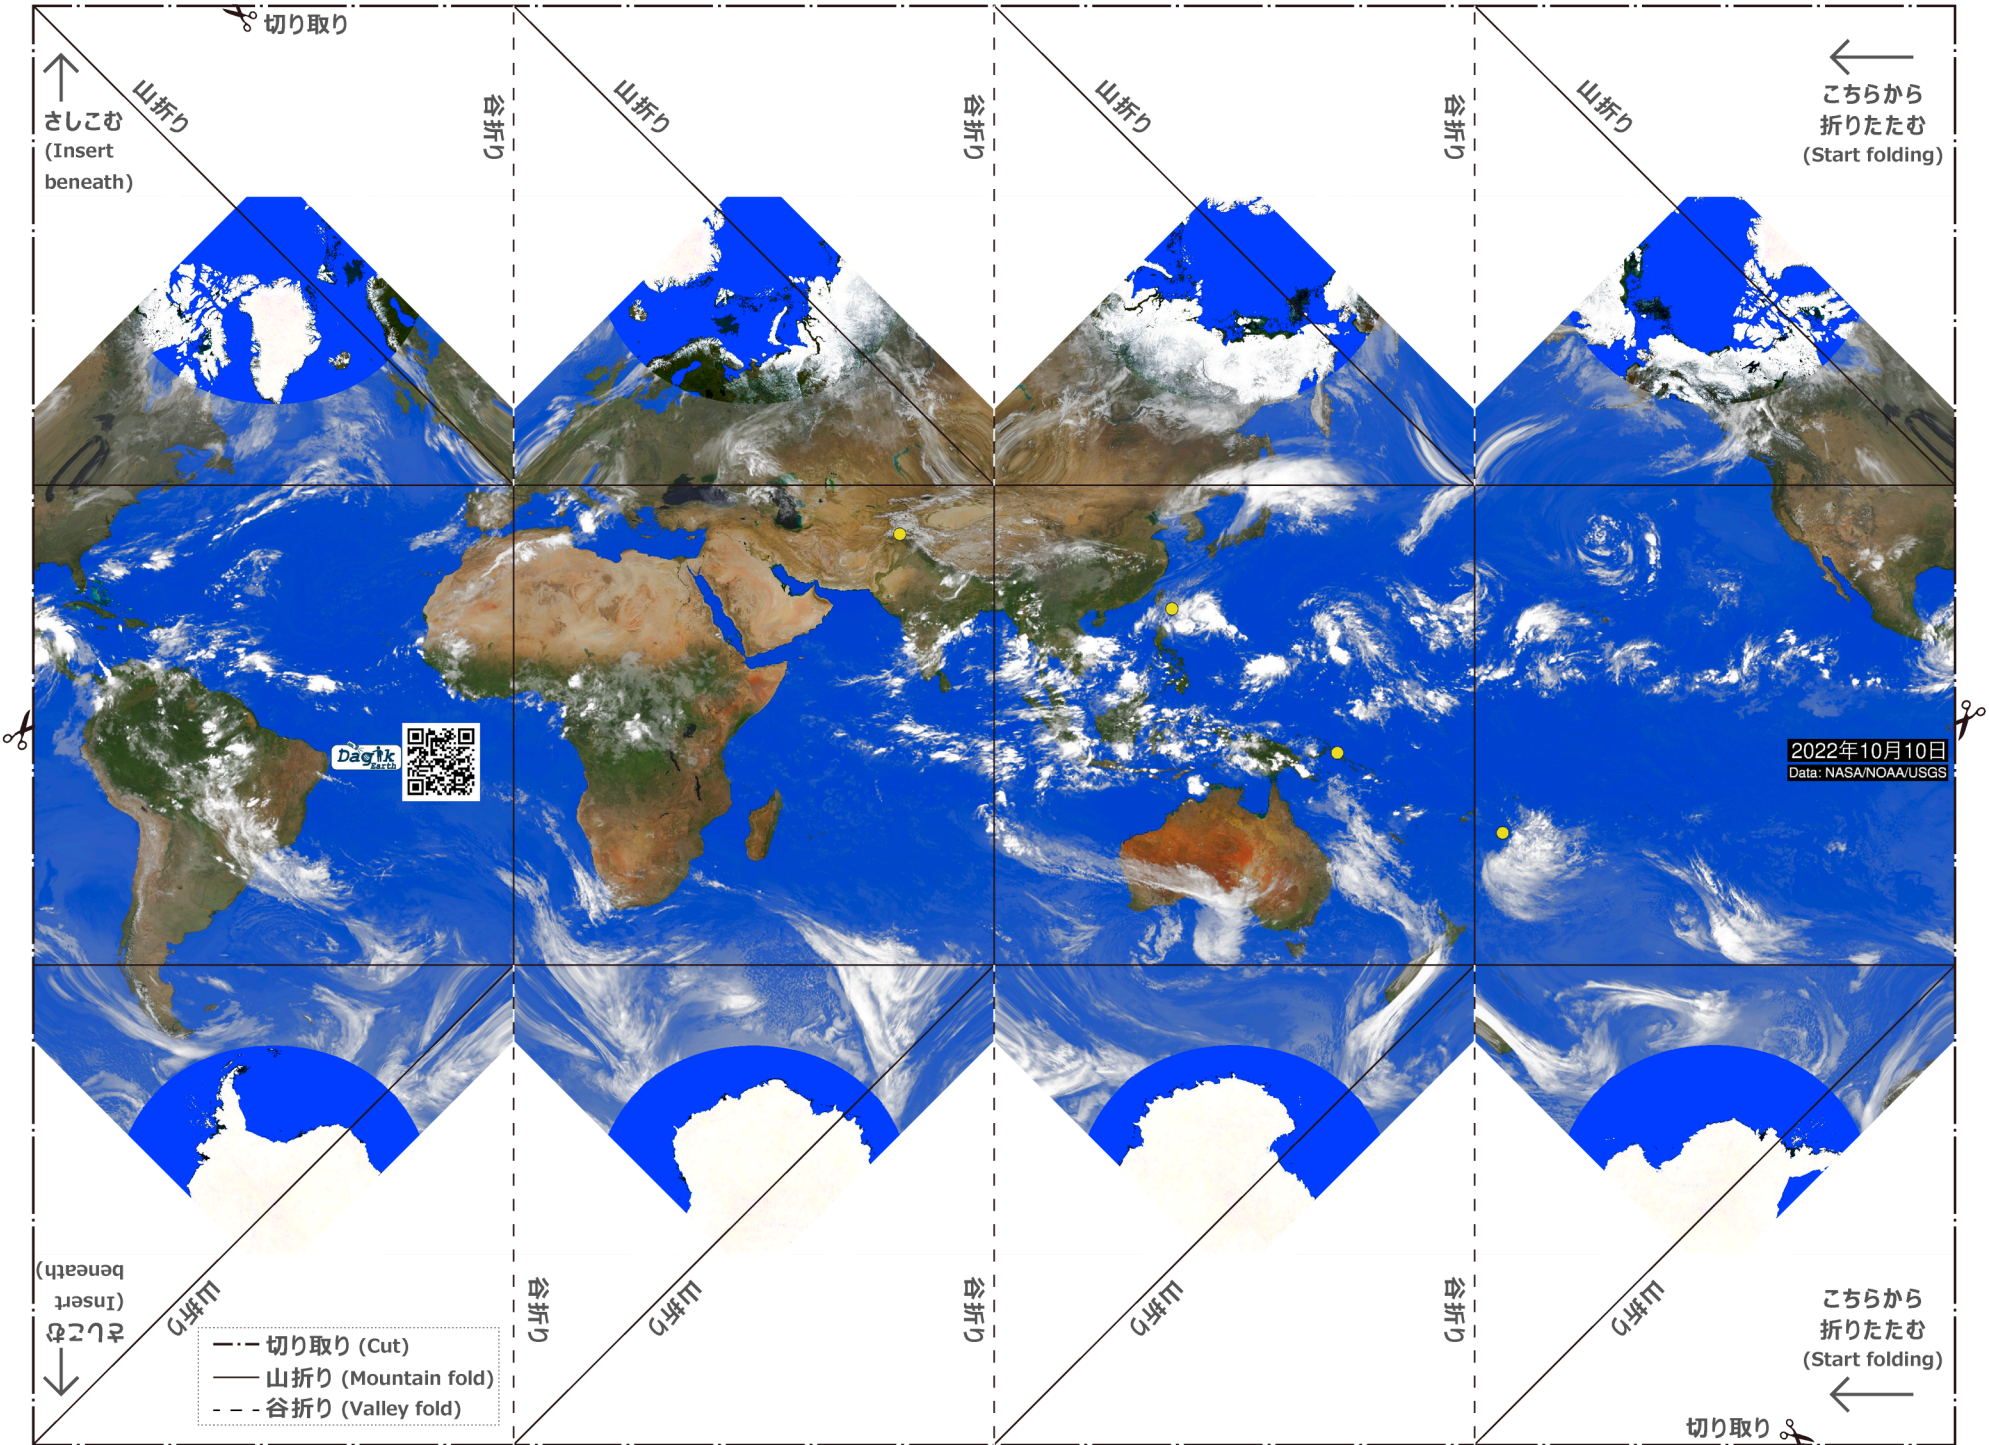 切り取り
さしこむ
(Insert
beneath)
山折り
谷折り
山折り
谷折り
山折り
谷折り
山折り
こちらから
折りたたむ
(Start folding)
Dagik
Earth
2022年10月10日
Data: NASA/NOAA/USGS
さしこむ
(Insert
beneath)
山折り
谷折り
山折り
谷折り
山折り
谷折り
山折り
こちらから
折りたたむ
(Start folding)
切り取り (Cut)
山折り (Mountain fold)
谷折り (Valley fold)
切り取り